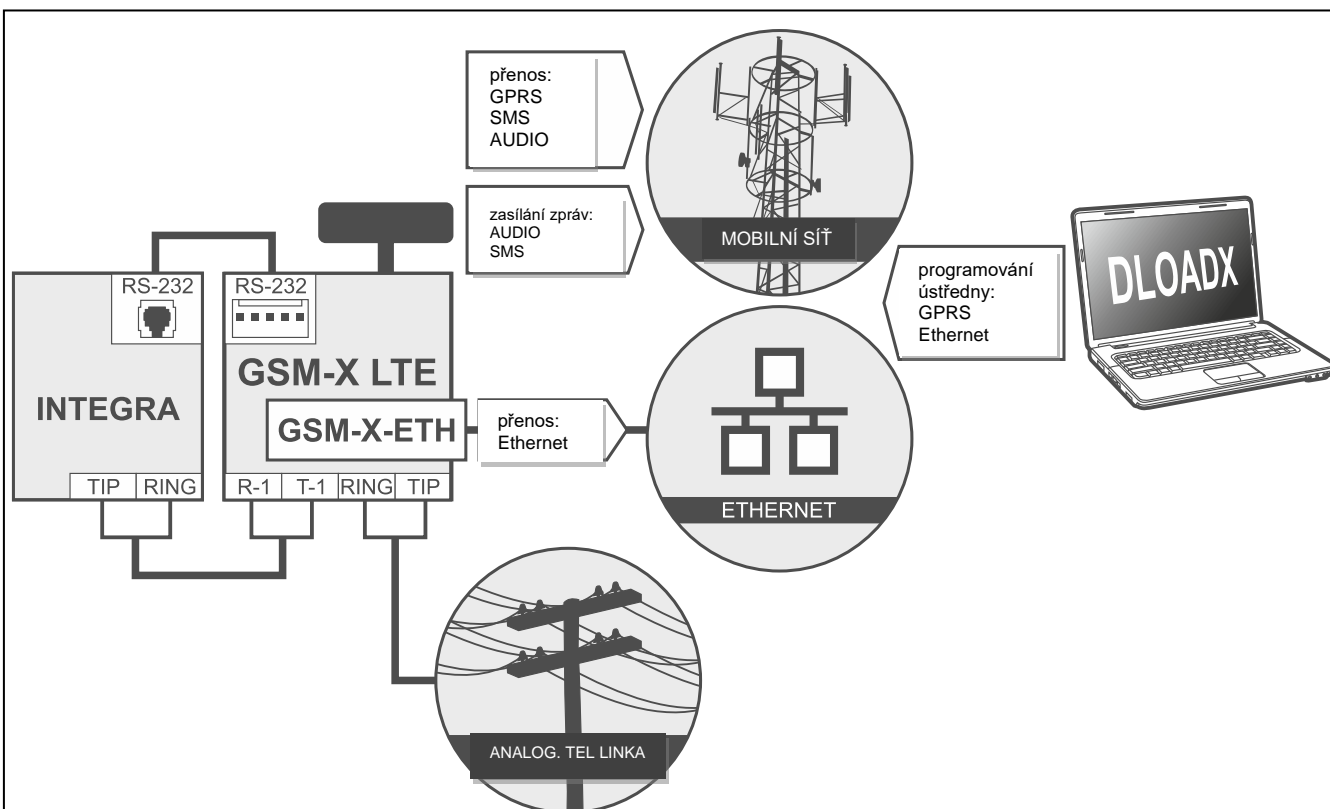 přenos:
GPRS
SMS
AUDIO
zasílání zpráv:
AUDIO
SMS
MOBILNÍ SÍŤ
programování
ústředny:
GPRS
Ethernet
DLOADX
RS-232
RS-232
INTEGRA
GSM-X LTE
GSM-X-ETH
přenos:
Ethernet
TIP RING
R-1 T-1 RING TIP
ETHERNET
ANALOG. TEL LINKA